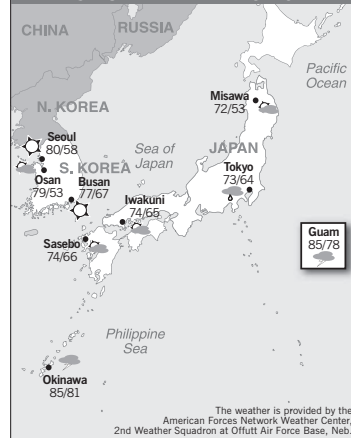 CHINA
RUSSIA
Pacific
Ocean
Misawa
72/53
N. KOREA
Seoul
80/58
Sea of
Japan
JAPAN
S. KOREA
Osan
79/53
Busan
77/67
Tokyo
73/64
Iwakuni
74/65
Sasebo
74/66
Guam
85/78
Philippine
Sea
Okinawa
85/81
The weather is provided by the
American Forces Network Weather Center,
2nd Weather Squadron at Offutt Air Force Base, Neb.